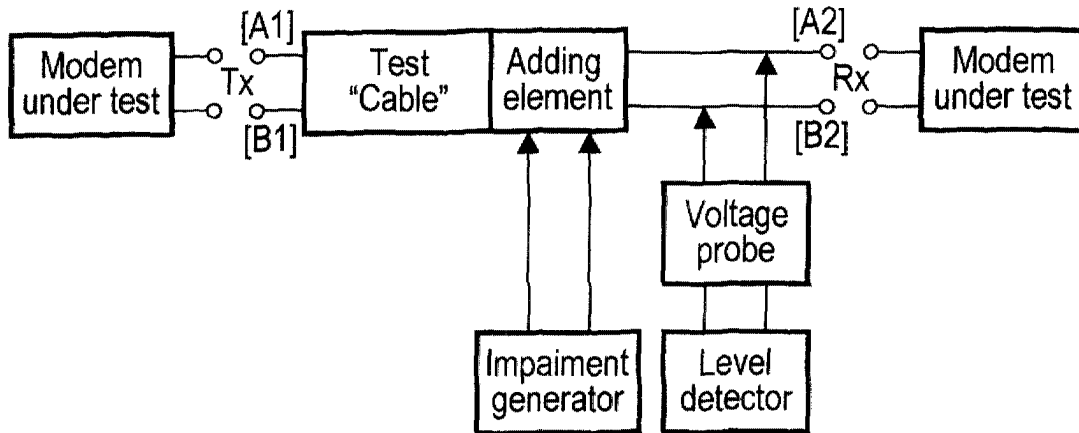 [A1]
[A2]
Modem
under test
Tx
Test
"Cable"
Adding
element
Rx
Modem
under test
[B1]
[B2]
Voltage
probe
Impaiment
generator
Level
detector